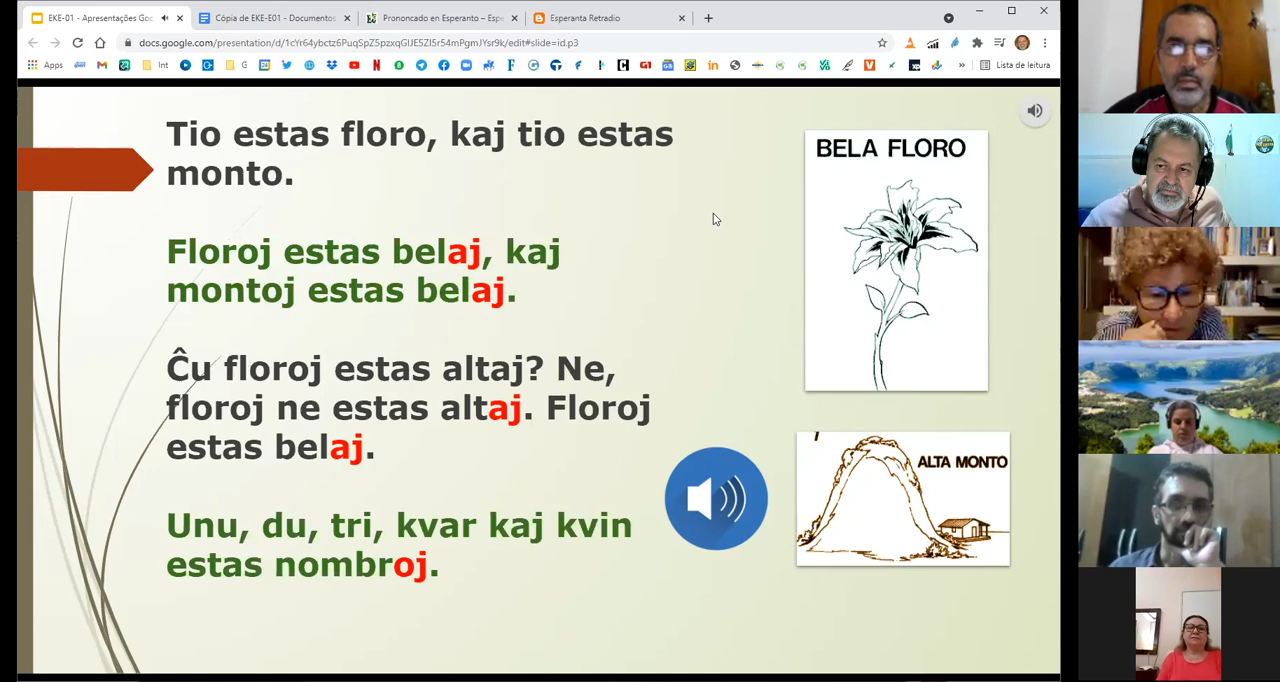 EKE-01 - Apresentações Goo
Cópia de EKE-E01 - Documentos
Prononcado en Esperanto – Espe
Esperanta Retradio
docs.google.com/presentation/d/1cYr64ybctz6PuqSpZ5pzxqGIJE5ZI5r54mPgmJYsr9k/edit#slide=id.p3
Apps
Int
G
Lista de leitura
Tio estas floro, kaj tio estas
monto.
Floroj estas belaj, kaj
montoj estas belaj.
Ĉu floroj estas altaj? Ne,
floroj ne estas altaj. Floroj
estas belaj.
Unu, du, tri, kvar kaj kvin
estas nombroj.
BELA FLORO
ALTA MONTO